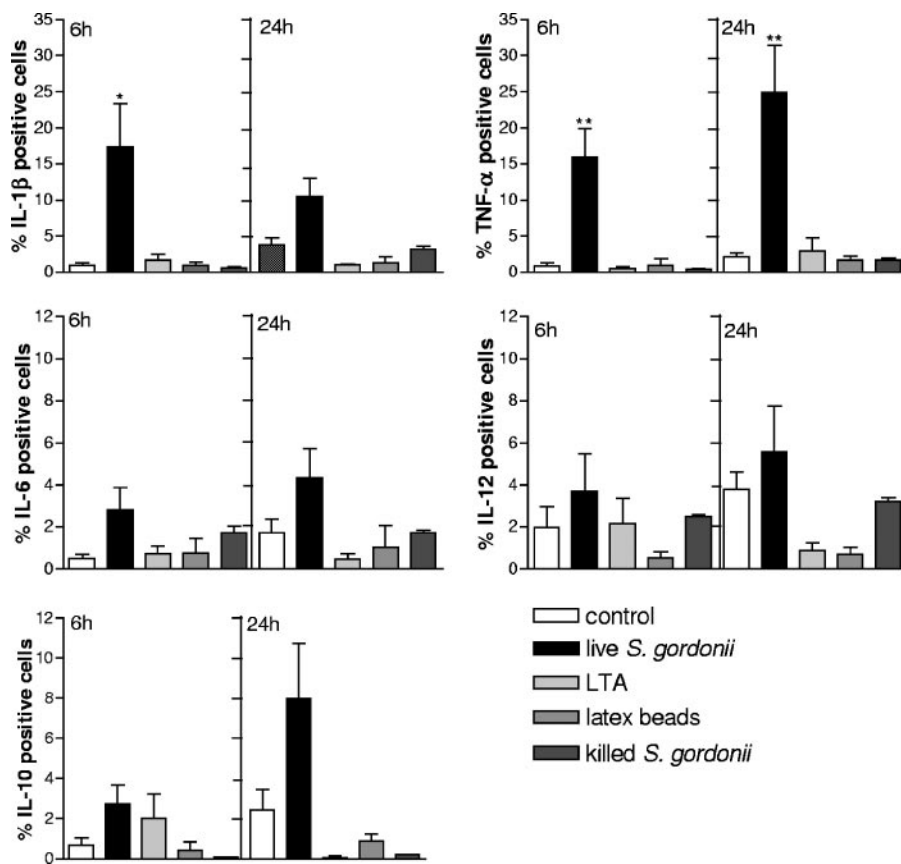 6h
24h
% IL-1β positive cells
35
30
25
20
15
10
5
0
*
6h
24h
% TNF-α positive cells
35
30
25
20
15
10
5
0
**
**
6h
24h
% IL-6 positive cells
12
10
8
6
4
2
0
6h
24h
% IL-12 positive cells
12
10
8
6
4
2
0
6h
24h
% IL-10 positive cells
12
10
8
6
4
2
0
control
live S. gordonii
LTA
latex beads
killed S. gordonii